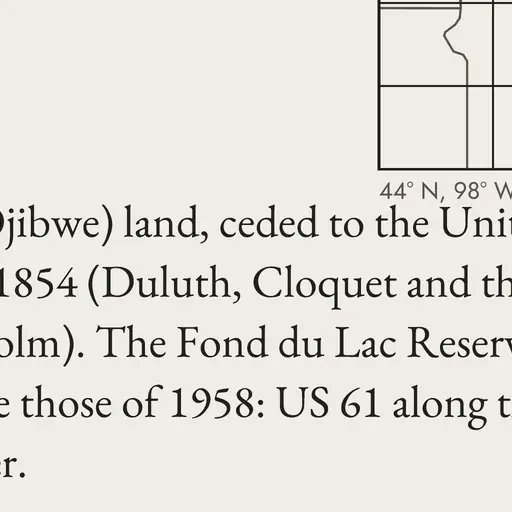 44° N, 98° W
Ojibwe) land, ceded to the Unit
1854 (Duluth, Cloquet and th
olm). The Fond du Lac Reserv
e those of 1958: US 61 along t
er.